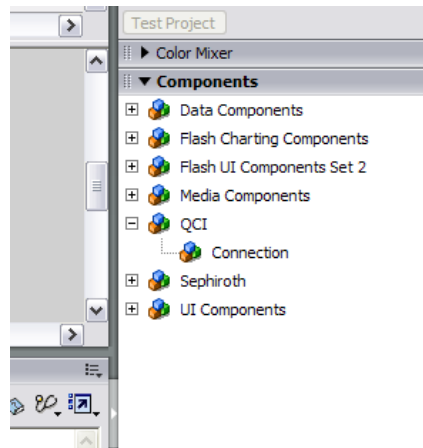 Test Project
Color Mixer
Components
Data Components
Flash Charting Components
Flash UI Components Set 2
Media Components
QCI
Connection
Sephiroth
UI Components